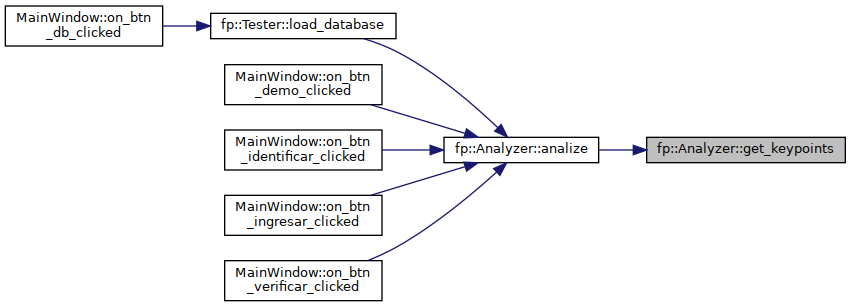 MainWindow::on_btn
_db_clicked
fp::Tester::load_database
MainWindow::on_btn
_demo_clicked
MainWindow::on_btn
_identificar_clicked
MainWindow::on_btn
_ingresar_clicked
MainWindow::on_btn
_verificar_clicked
fp::Analyzer::analize
fp::Analyzer::get_keypoints